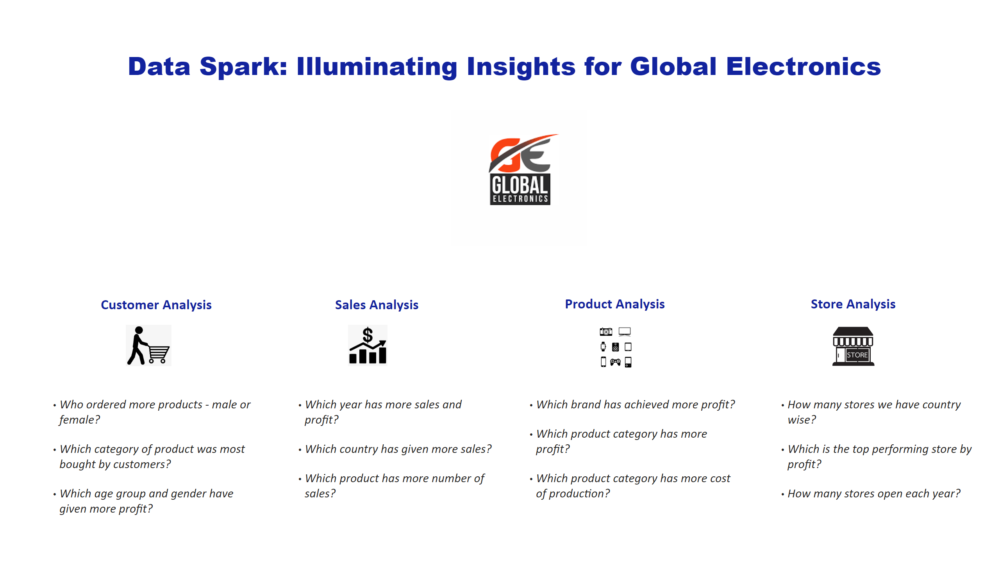 Data Spark: Illuminating Insights for Global Electronics
GE
GLOBAL
ELECTRONICS
Customer Analysis
• Who ordered more products - male or
female?
• Which category of product was most
bought by customers?
• Which age group and gender have
given more profit?
Sales Analysis
$
• Which year has more sales and
profit?
• Which country has given more sales?
• Which product has more number of
sales?
Product Analysis
• Which brand has achieved more profit?
• Which product category has more
profit?
• Which product category has more cost
of production?
Store Analysis
STORE
• How many stores we have country
wise?
• Which is the top performing store by
profit?
• How many stores open each year?